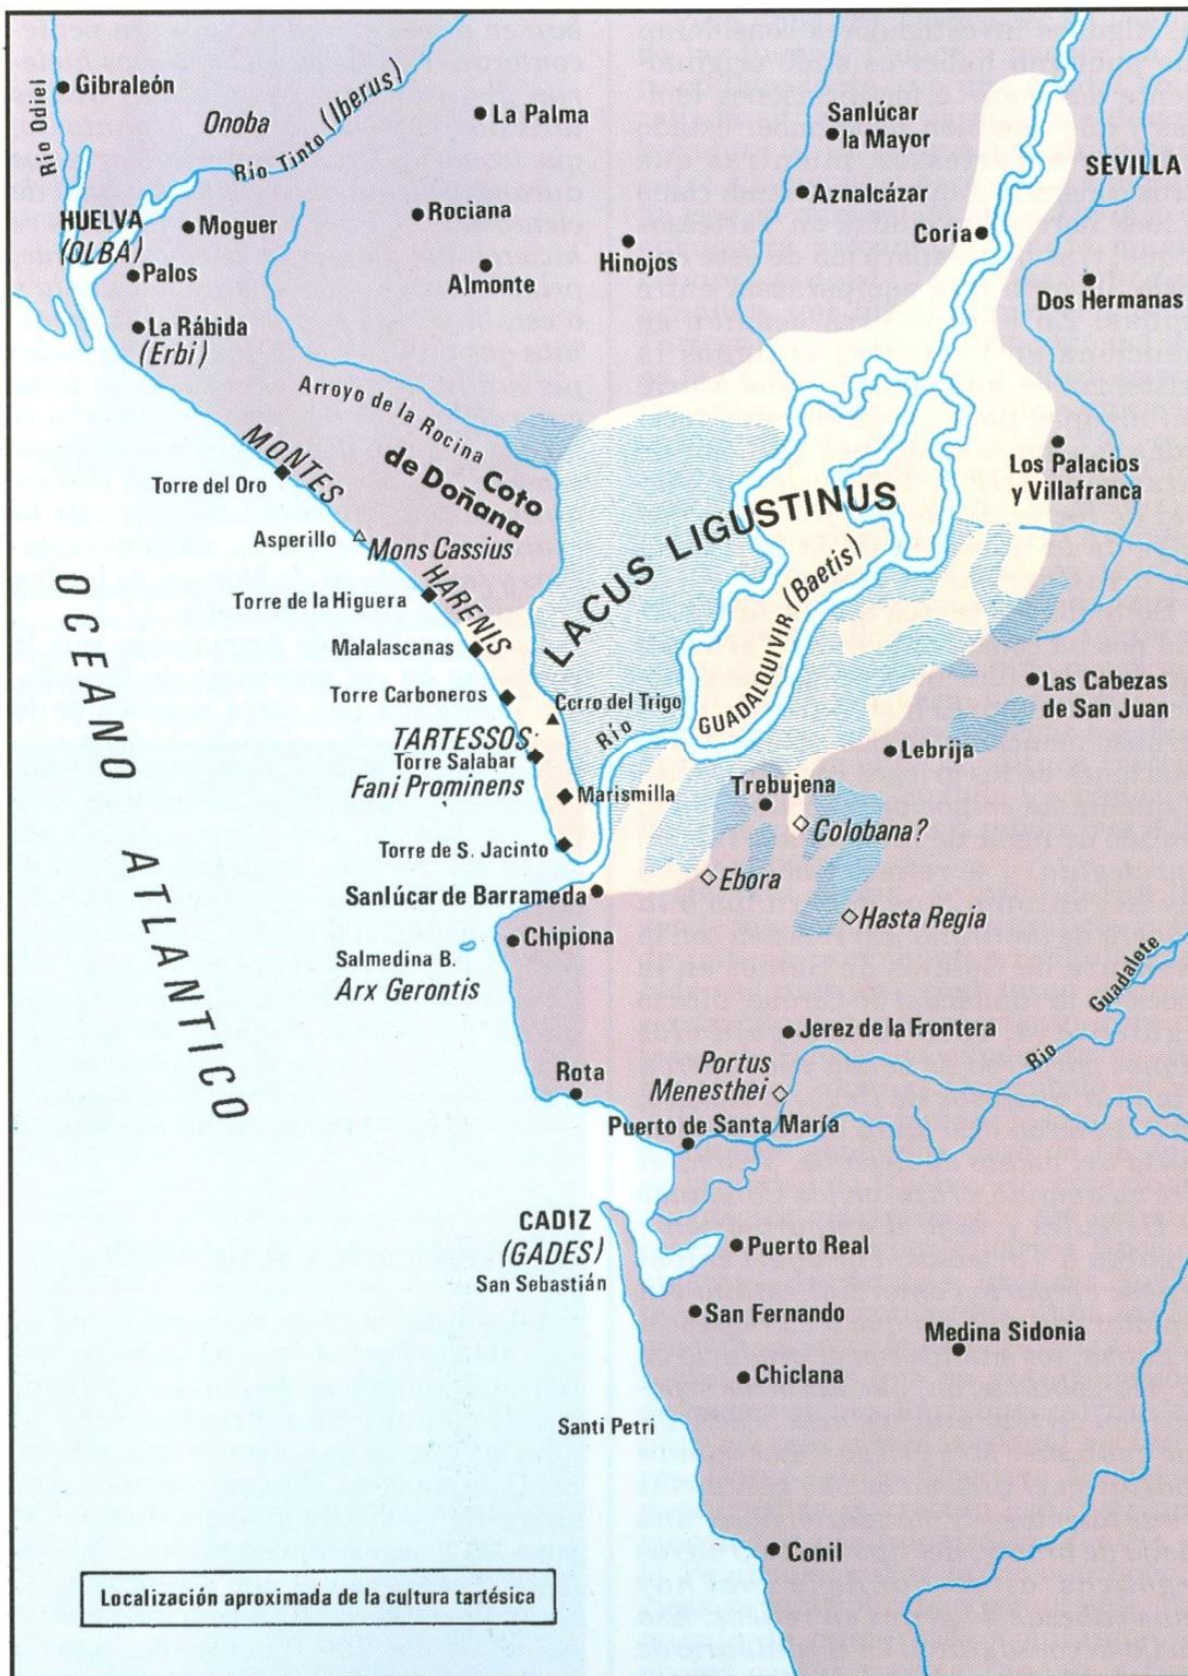 Río Odiel
Gibraleón
Onoba
Río Tinto (Iberus)
La Palma
Sanlúcar
la Mayor
SEVILLA
Aznalcázar
HUELVA
(OLBA)
Moguer
Rociana
Coria
Palos
Almonte
Hinojos
Dos Hermanas
La Rábida
(Erbi)
Arroyo de la Rocina
Coto
de Doñana
MONTES
Torre del Oro
Los Palacios
y Villafranca
Asperillo
Mons Cassius
LACUS LIGUSTINUS
HARENIS
Torre de la Higuera
Malalascanas
Río GUADALQUIVIR (Baetis)
Torre Carboneros
Corro del Trigo
Las Cabezas
de San Juan
TARTESSOS
Torre Salabar
Lebrija
Fani Prominens
Marismilla
Trebujena
Colobana?
Torre de S. Jacinto
Ebora
Sanlúcar de Barrameda
Hasta Regia
Chipiona
Salmedina B.
Arx Gerontis
OCEANO ATLANTICO
Jerez de la Frontera
Rio Guadalete
Portus
Menesthei
Rota
Puerto de Santa María
CADIZ
(GADES)
San Sebastián
Puerto Real
San Fernando
Medina Sidonia
Chiclana
Santi Petri
Conil
Localización aproximada de la cultura tartésica